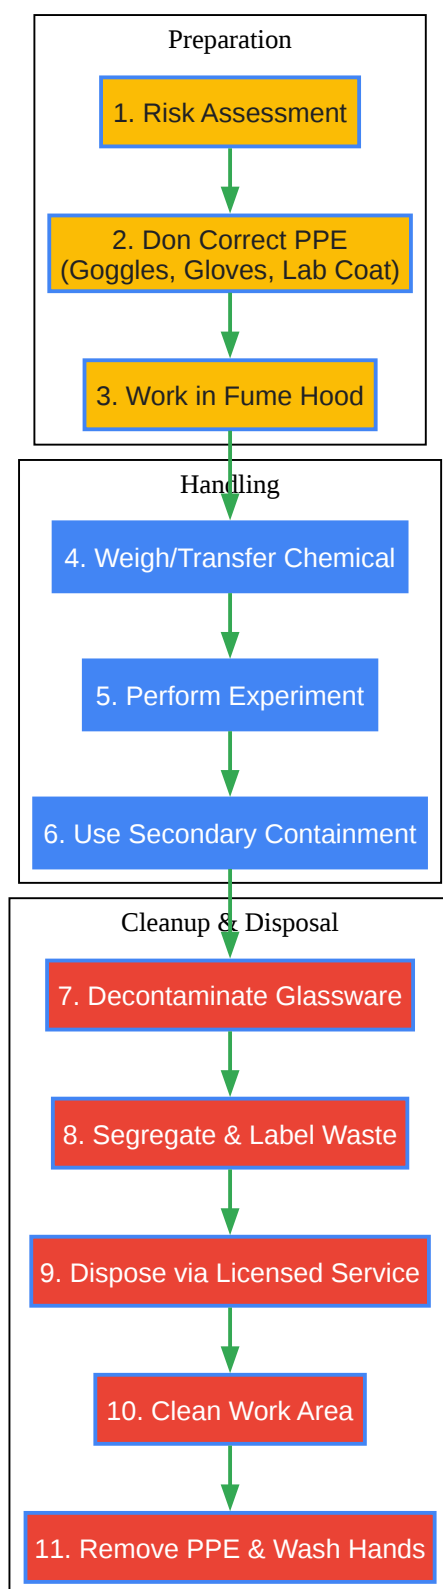 Preparation
1. Risk Assessment
2. Don Correct PPE
(Goggles, Gloves, Lab Coat)
3. Work in Fume Hood
Handling
4. Weigh/Transfer Chemical
5. Perform Experiment
6. Use Secondary Containment
Cleanup & Disposal
7. Decontaminate Glassware
8. Segregate & Label Waste
9. Dispose via Licensed Service
10. Clean Work Area
11. Remove PPE & Wash Hands